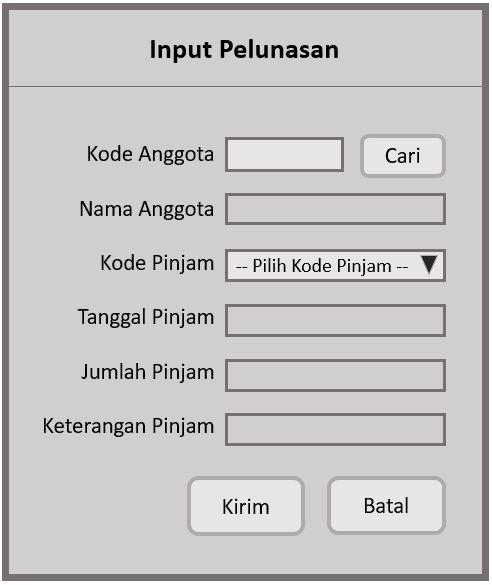 Input Pelunasan
Kode Anggota Cari
Nama Anggota
Kode Pinjam -- Pilih Kode Pinjam --
Tanggal Pinjam
Jumlah Pinjam
Keterangan Pinjam
Kirim Batal